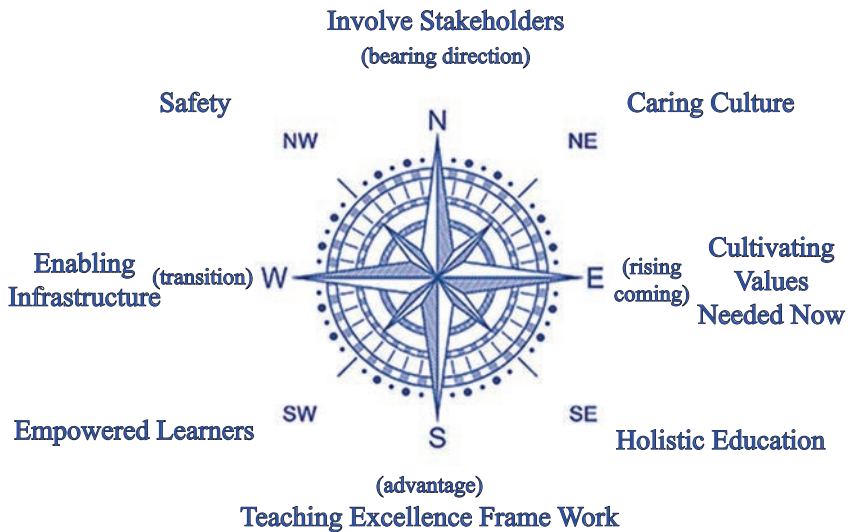 Involve Stakeholders
(bearing direction)
Safety
Caring Culture
N
NW
NE
Enabling
Infrastructure
(transition)
W
E
(rising
coming)
Cultivating
Values
Needed Now
SW
SE
Empowered Learners
S
Holistic Education
(advantage)
Teaching Excellence Frame Work